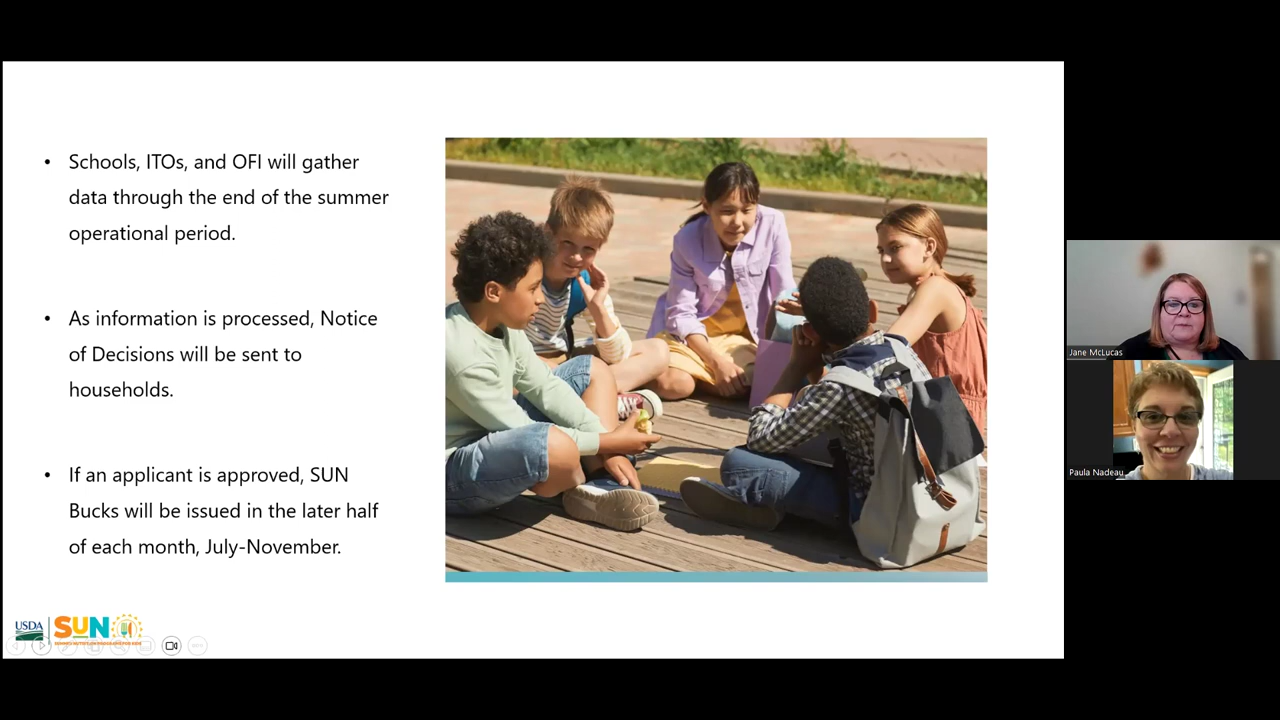 • Schools, ITOs, and OFI will gather
data through the end of the summer
operational period.
• As information is processed, Notice
of Decisions will be sent to
households.
• If an applicant is approved, SUN
Bucks will be issued in the later half
of each month, July-November.
USDA
SUN
Jane McLucas
Paula Nadeau